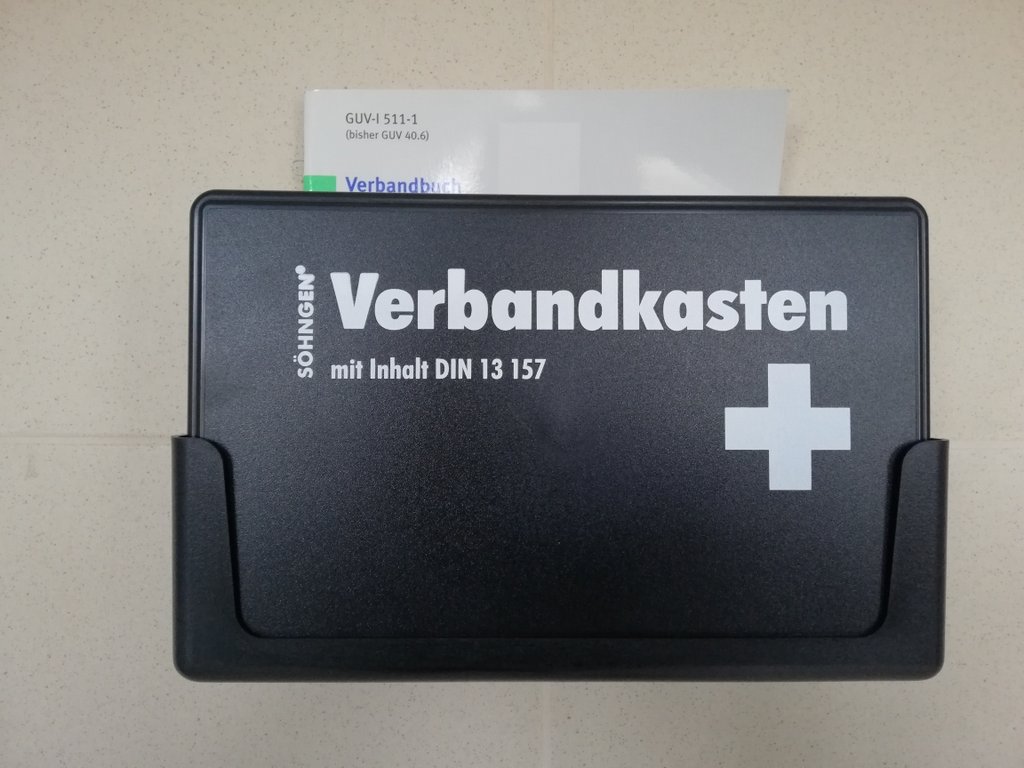 GUV-I 511-1
(bisher GUV 40.6)
Verbandbuch
SÖHNGEN
Verbandkasten
mit Inhalt DIN 13 157